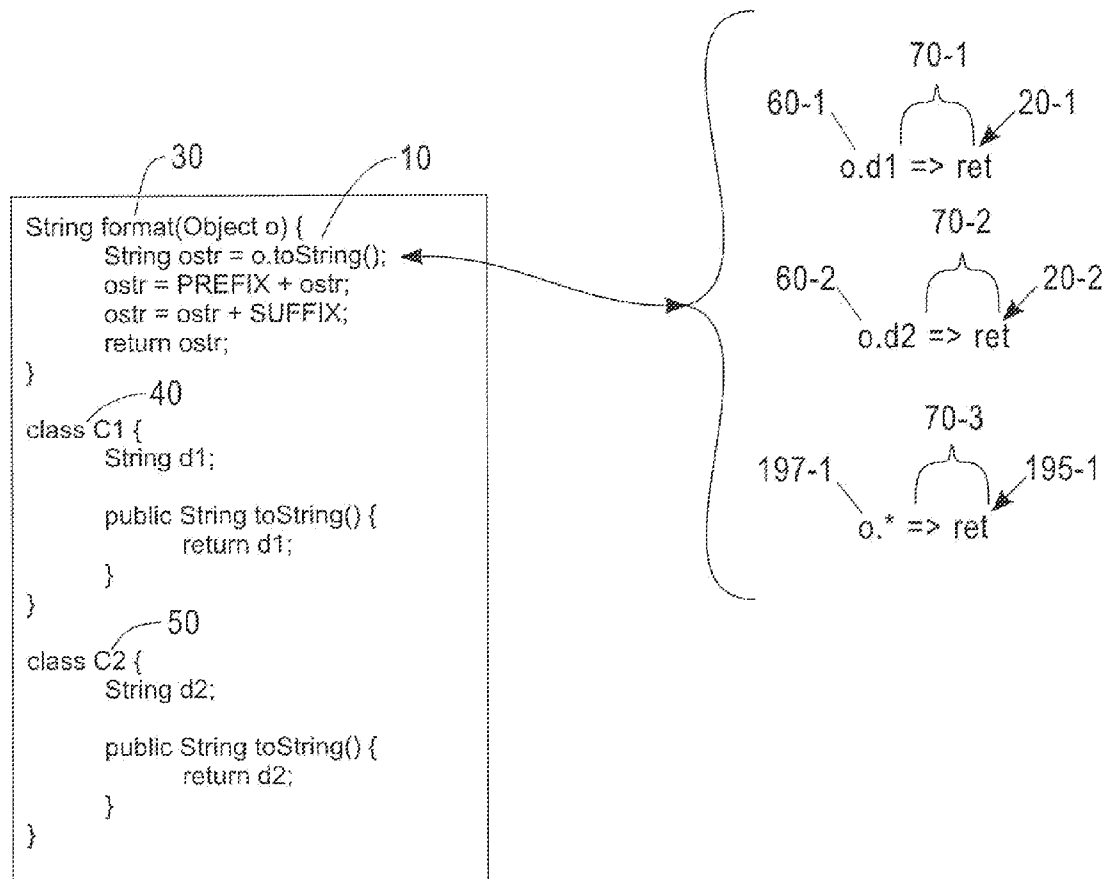 30
10
String format(Object o) {
String ostr = o.toString();
ostr = PREFIX + ostr;
ostr = ostr + SUFFIX;
return ostr;
}
40
class C1 {
String d1;
public String toString() {
return d1;
}
}
50
class C2 {
String d2;
public String toString() {
return d2;
}
}
70-1
60-1
20-1
o.d1 => ret
70-2
60-2
20-2
o.d2 => ret
70-3
197-1
195-1
o.* => ret